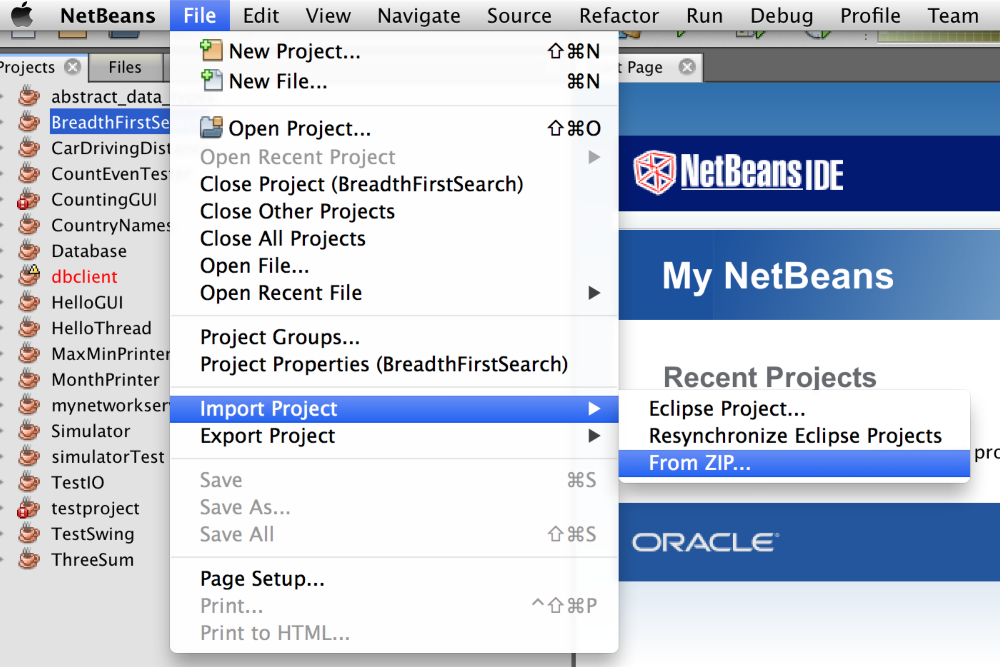 NetBeans File Edit View Navigate Source Refactor Run Debug Profile Team
Projects Files
abstract_data_
BreadthFirstSe
CarDrivingDist
CountEvenTes
CountingGUI
CountryNames
Database
dbclient
HelloGUI
HelloThread
MaxMinPrinter
MonthPrinter
mynetworkser
Simulator
simulatorTest
TestIO
testproject
TestSwing
ThreeSum
New Project... ⇧⌘N
New File... ⌘N
Open Project... ⇧⌘O
Open Recent Project
Close Project (BreadthFirstSearch)
Close Other Projects
Close All Projects
Open File...
Open Recent File
Project Groups...
Project Properties (BreadthFirstSearch)
Import Project
Export Project
Save ⌘S
Save As...
Save All ⇧⌘S
Page Setup...
Print... ^⇧⌘P
Print to HTML...
Eclipse Project...
Resynchronize Eclipse Projects
From ZIP...
t Page
NetBeans IDE
My NetBeans
Recent Projects
pro
ORACLE